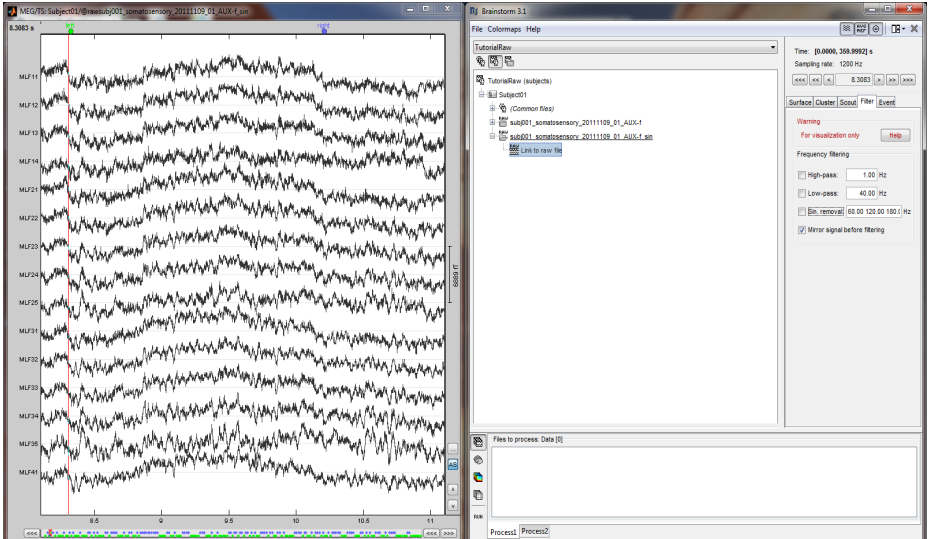 MEG/TS: Subject01/@rawsubj001_somatosensory_20111109_01_AUX-f_sin
8.3083 s
left
right
MLF11
MLF12
MLF13
MLF14
MLF21
MLF22
MLF23
MLF24
MLF25
MLF31
MLF32
MLF33
MLF34
MLF35
MLF41
6689 fT
...
AS
8.5
9
9.5
10
10.5
11
<<<
<<<
>>>
Brainstorm 3.1
File Colormaps Help
TutorialRaw
TutorialRaw (subjects)
Subject01
(Common files)
subj001_somatosensory_20111109_01_AUX-f
subj001_somatosensory_20111109_01_AUX-f_sin
Link to raw file
Time: [0.0000, 359.9992] s
Sampling rate: 1200 Hz
<<< << < 8.3083 > >> >>>
Surface Cluster Scout Filter Event
Warning
For visualization only Help
Frequency filtering
High-pass: 1.00 Hz
Low-pass: 40.00 Hz
Sin. removal: 60.00 120.00 180.0 Hz
Mirror signal before filtering
Files to process: Data [0]
RUN
Process1 Process2